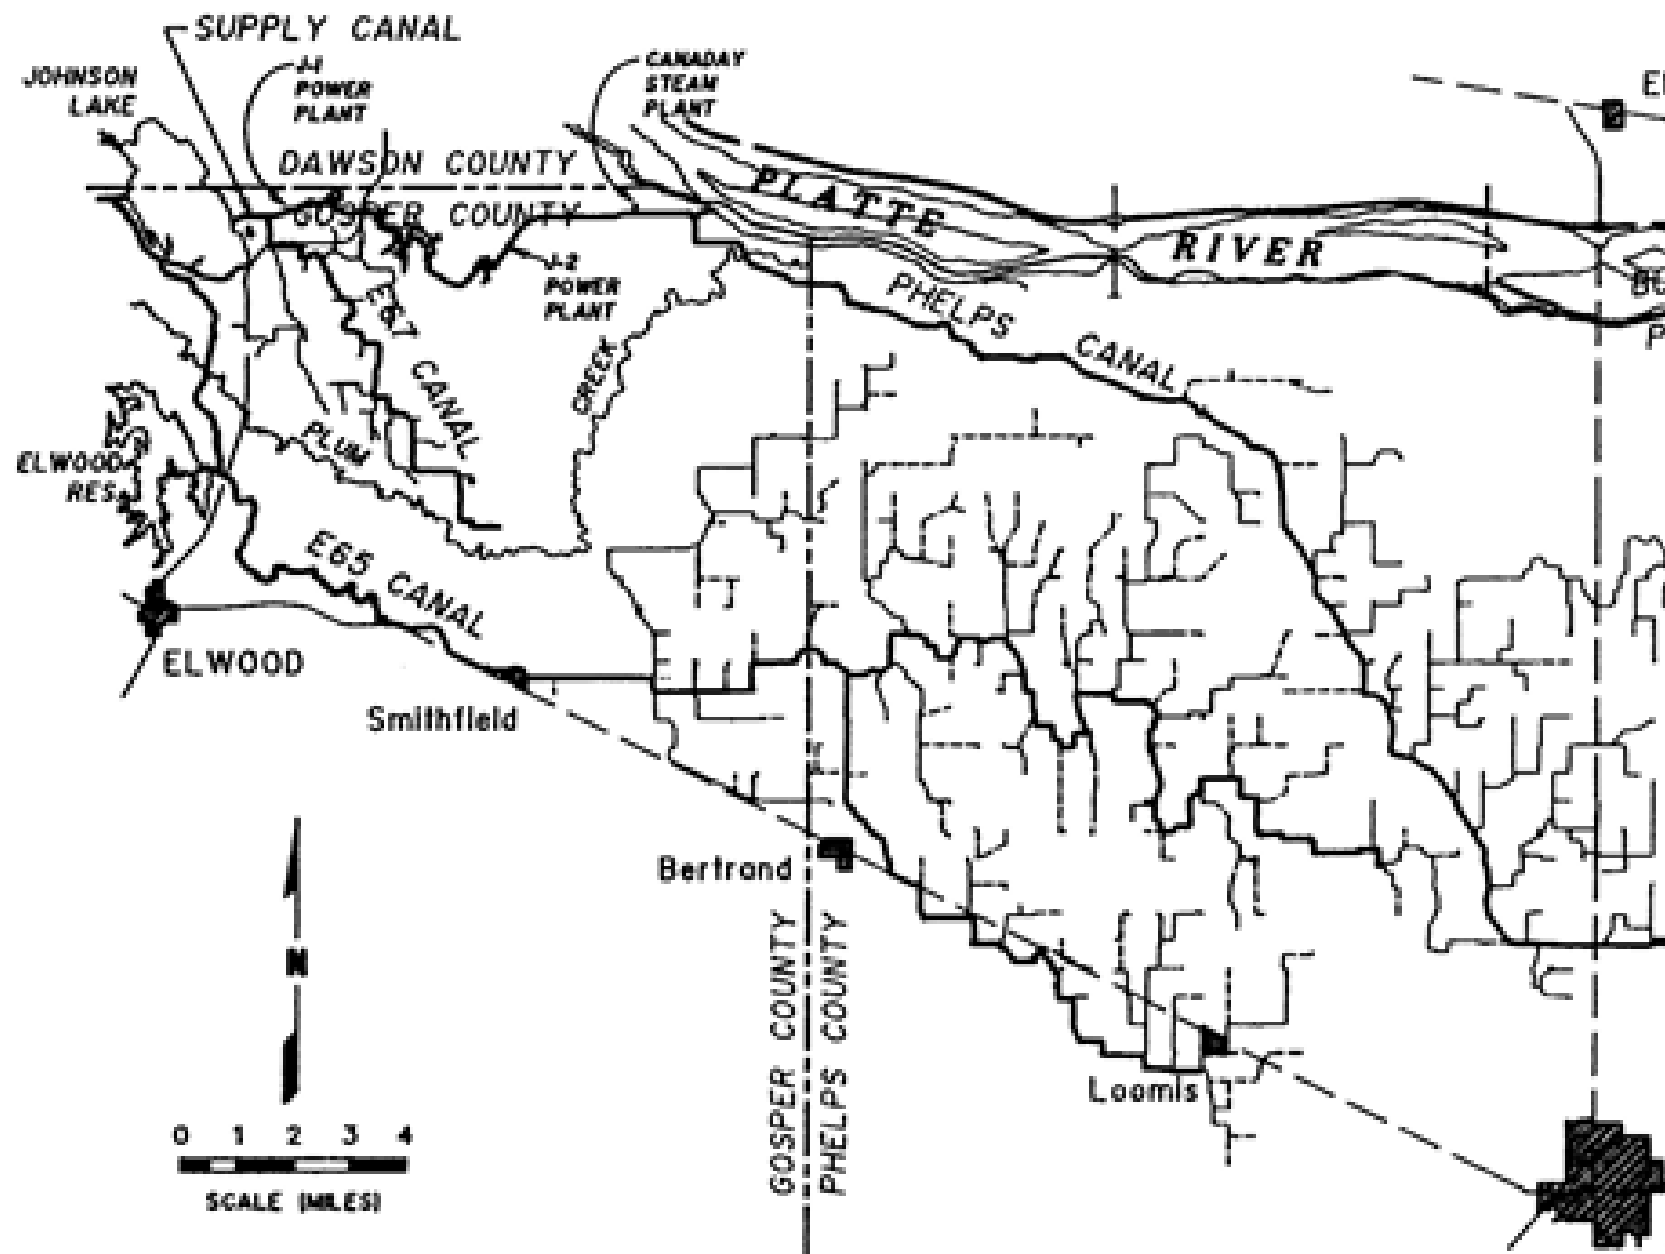 SUPPLY CANAL
JOHNSON
LAKE
J-1
POWER
PLANT
CANADAY
STEAM
PLANT
DAWSON COUNTY
GOSPER COUNTY
PLATTE
RIVER
J-2
POWER
PLANT
PHELPS
CANAL
E67
CANAL
CREEK
PLUM
ELWOOD
RES.
E65 CANAL
ELWOOD
Smithfield
Bertrand
GOSPER COUNTY
PHELPS COUNTY
Loomis
N
0 1 2 3 4
SCALE (MILES)